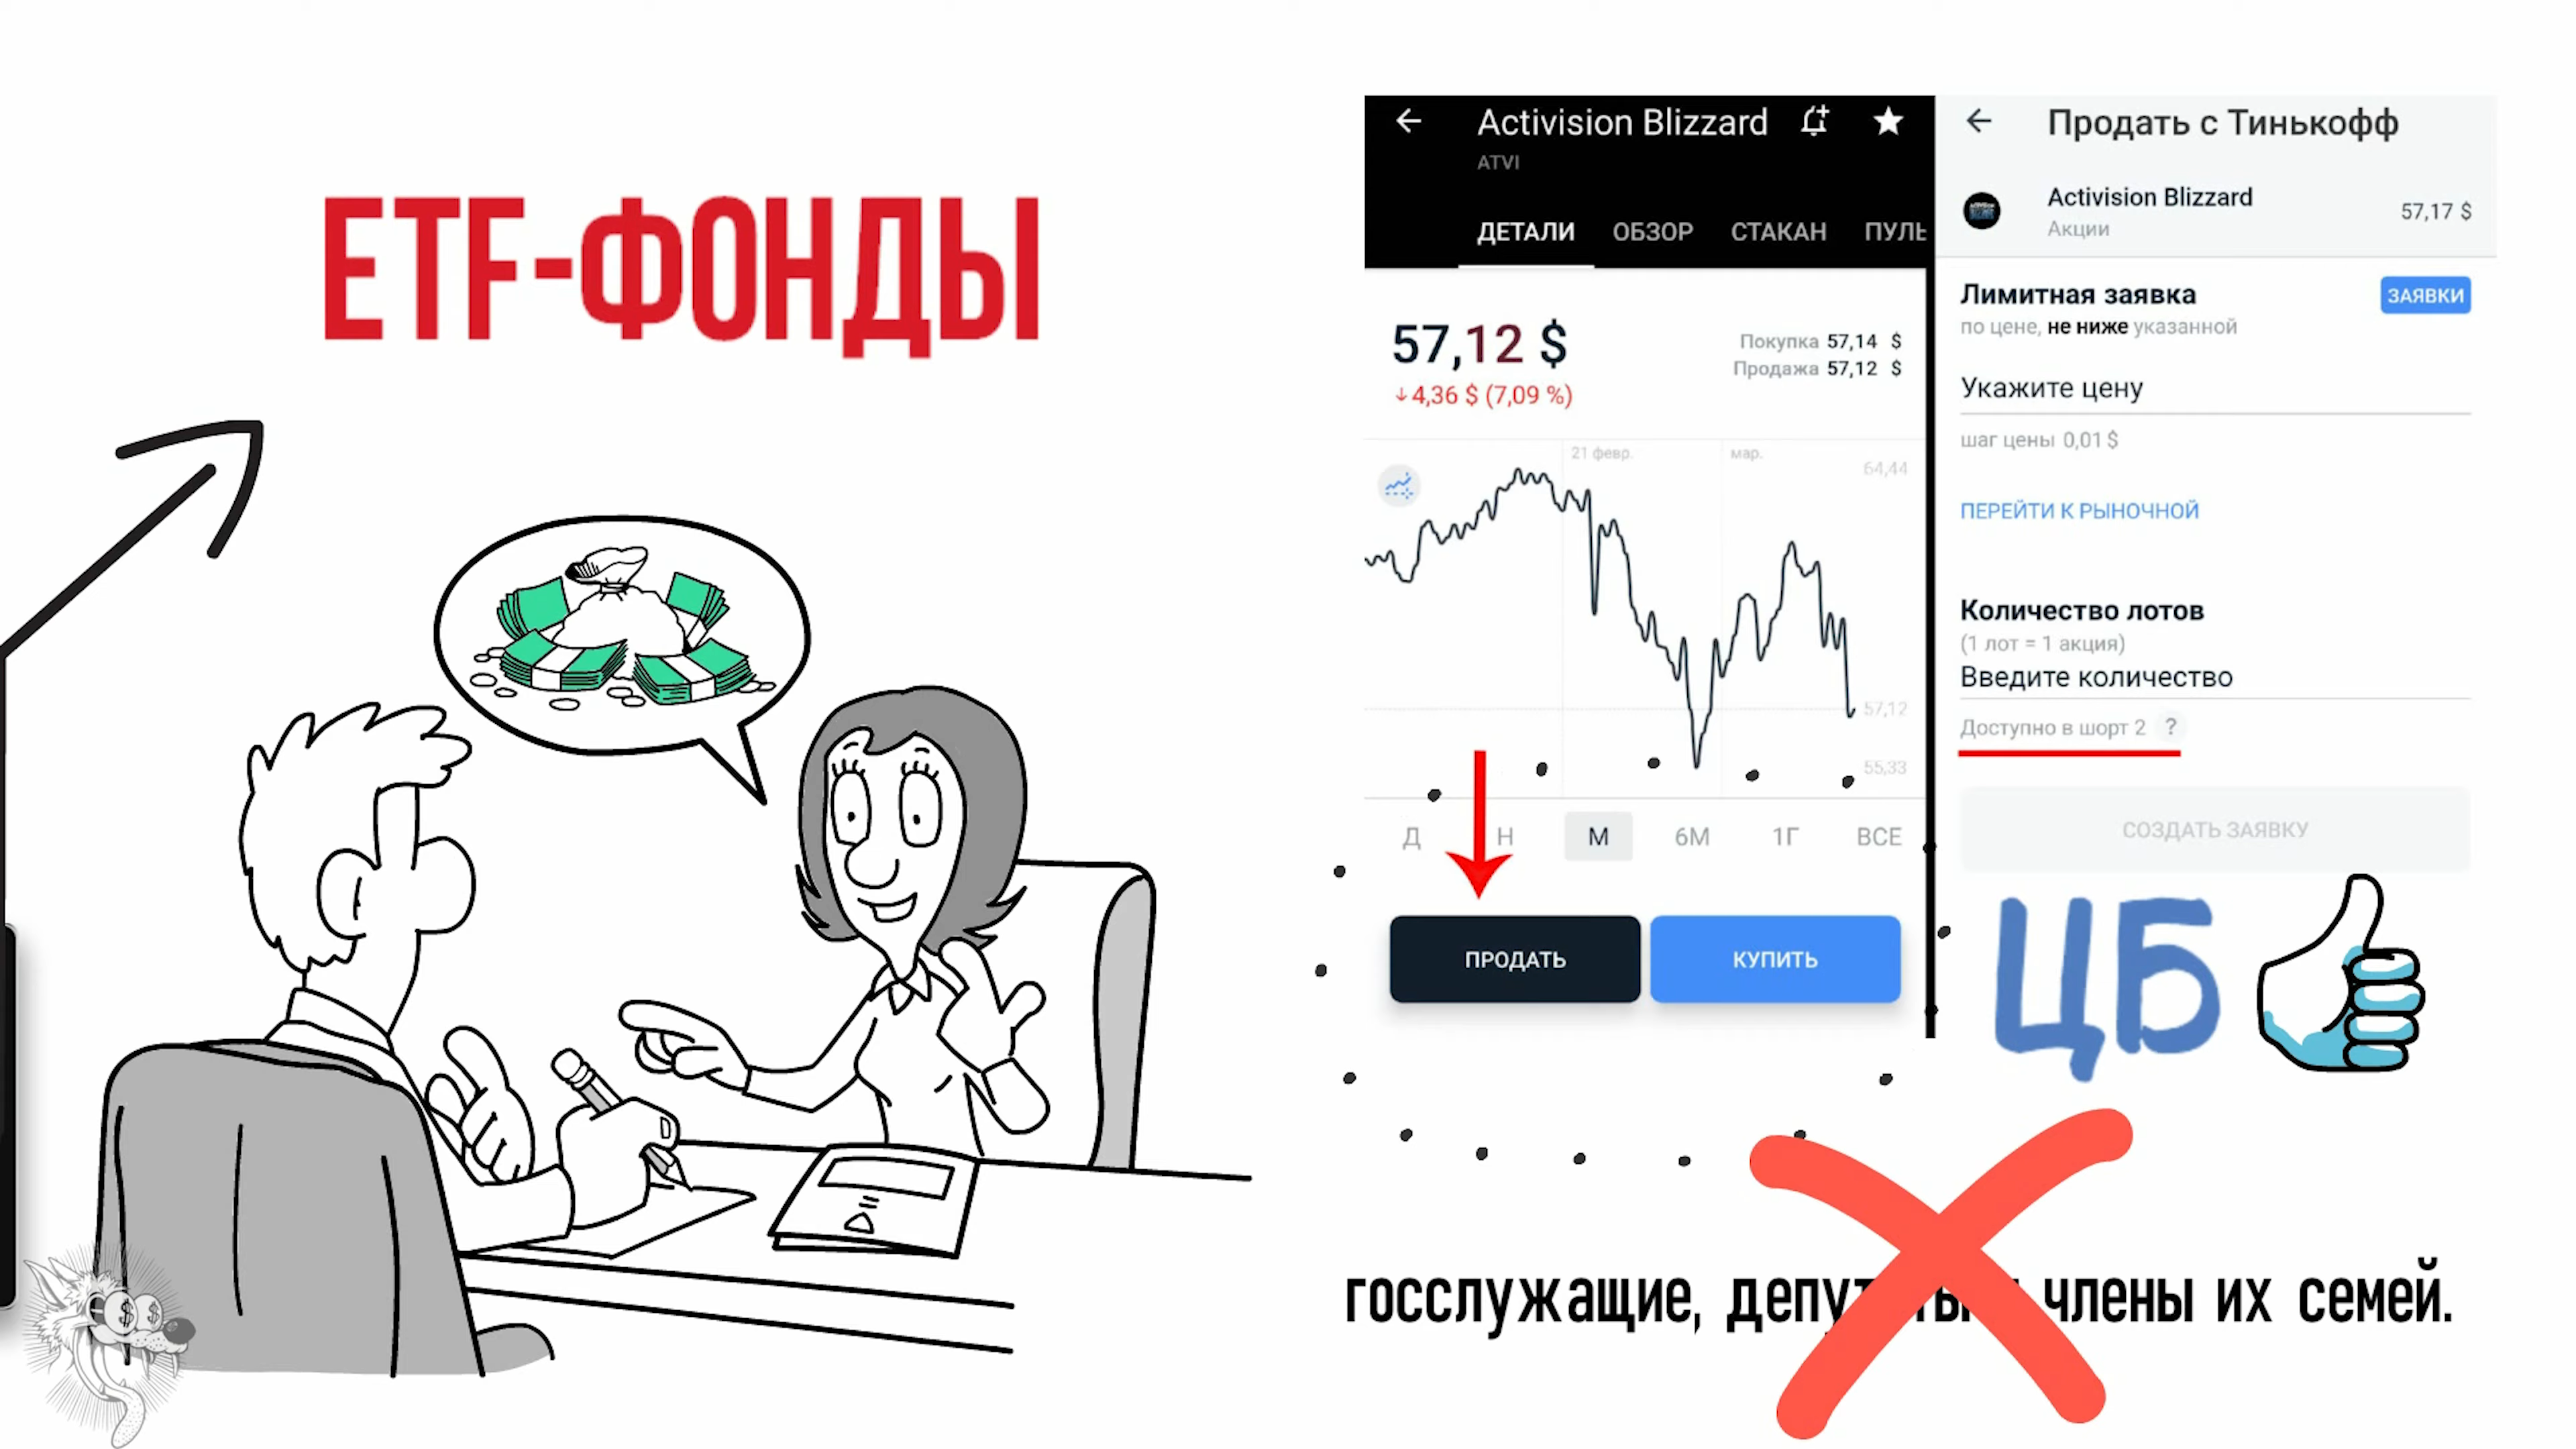 ETF-ФОНДЫ
Activision Blizzard
ATVI
ДЕТАЛИ ОБЗОР СТАКАН ПУЛЬ
57,12 $
Покупка 57,14 $
Продажа 57,12 $
↓4,36 $ (7,09 %)
21 февр. мар.
64,44
57,12
55,33
Д Н М 6М 1Г ВСЕ
ПРОДАТЬ КУПИТЬ
Продать с Тинькофф
Activision Blizzard
Акции
57,17 $
Лимитная заявка
ЗАЯВКИ
по цене, не ниже указанной
Укажите цену
шаг цены 0,01 $
ПЕРЕЙТИ К РЫНОЧНОЙ
Количество лотов
(1 лот = 1 акция)
Введите количество
Доступно в шорт 2 ?
СОЗДАТЬ ЗАЯВКУ
ЦБ
госслужащие, члены их семей.